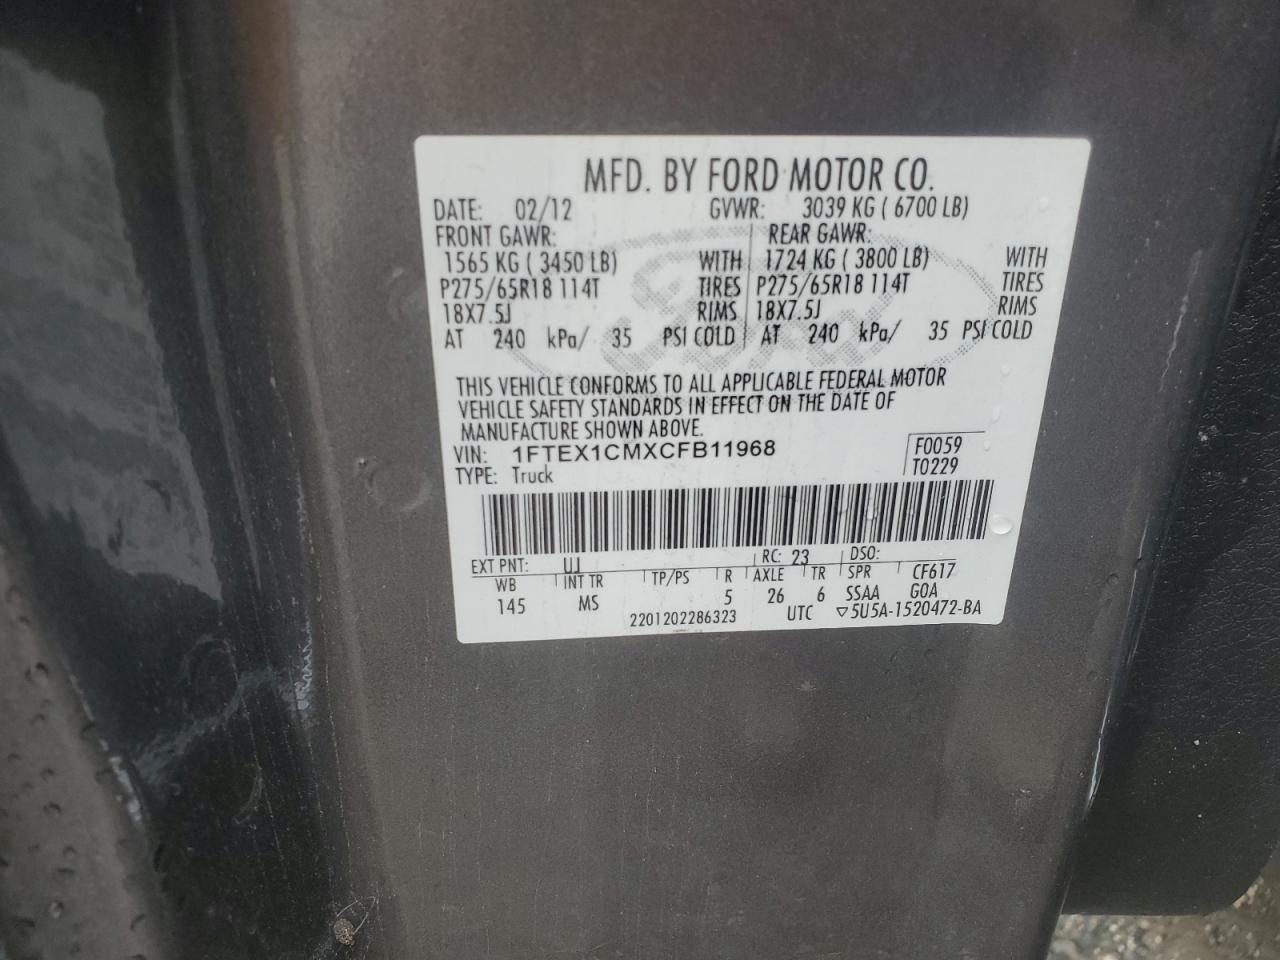 MFD. BY FORD MOTOR CO.
DATE: 02/12 GVWR: 3039 KG ( 6700 LB)
FRONT GAWR: REAR GAWR:
1565 KG ( 3450 LB) WITH 1724 KG ( 3800 LB) WITH
P275/65R18 114T TIRES P275/65R18 114T TIRES
18X7.5J RIMS 18X7.5J RIMS
AT 240 kPa/ 35 PSI COLD AT 240 kPa/ 35 PSI COLD
THIS VEHICLE CONFORMS TO ALL APPLICABLE FEDERAL MOTOR
VEHICLE SAFETY STANDARDS IN EFFECT ON THE DATE OF
MANUFACTURE SHOWN ABOVE.
VIN: 1FTEX1CMXCFB11968 F0059
TYPE: Truck T0229
EXT PNT: UJ RC: 23 DSO:
WB INT TR TP/PS R AXLE TR SPR CF617
145 MS 5 26 6 SSAA GOA
2201202286323 UTC ▽5U5A-1520472-BA
Ford